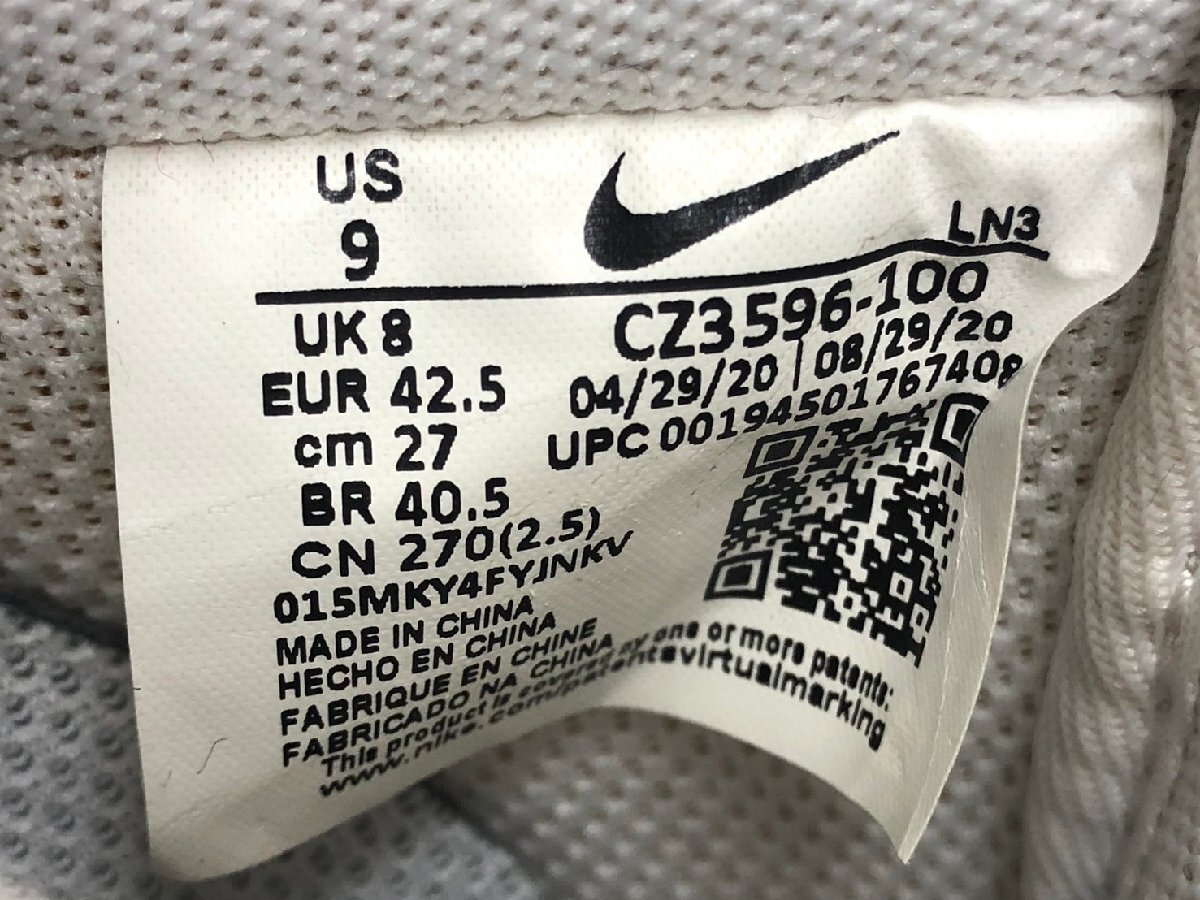 US
9
LN3
UK 8
EUR 42.5
cm 27
BR 40.5
CN 270(2.5)
CZ3596-100
04/29/20 | 08/29/20
UPC 00194501767408
015MKY4FYJNKV
MADE IN CHINA
HECHO EN CHINA
FABRIQUE EN CHINE
FABRICADO NA CHINA
This product is covered by one or more patents:
www.nike.com/patentsvirtualmarking